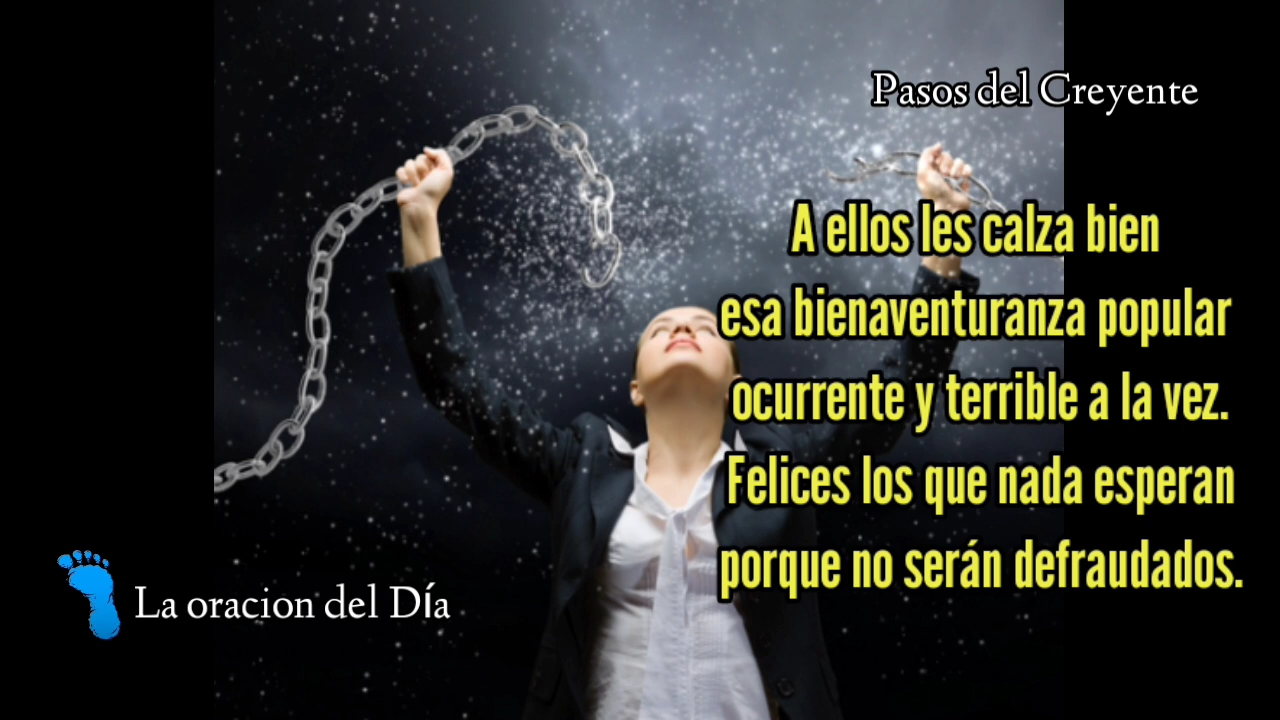 Pasos del Creyente
A ellos les calza bien
esa bienaventuranza popular
ocurrente y terrible a la vez.
Felices los que nada esperan
porque no serán defraudados.
La oracion del Día